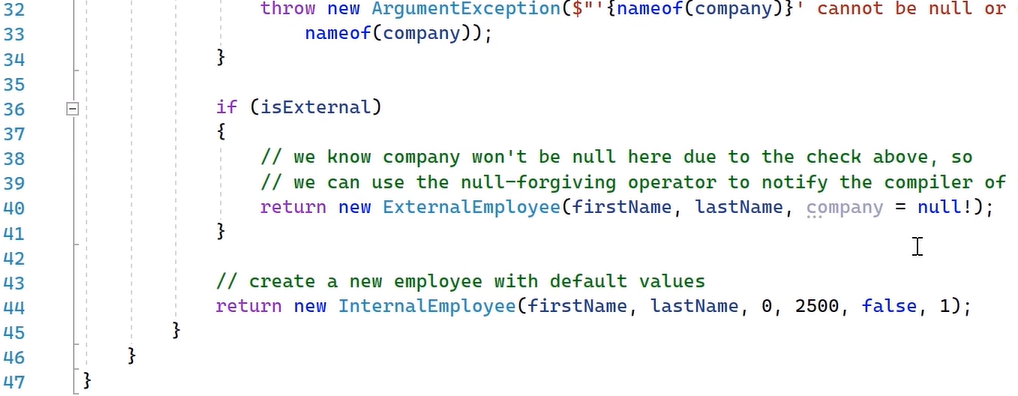 32 throw new ArgumentException($"'{nameof(company)}' cannot be null or
33 nameof(company));
34 }
35
36 if (isExternal)
37 {
38 // we know company won't be null here due to the check above, so
39 // we can use the null-forgiving operator to notify the compiler of
40 return new ExternalEmployee(firstName, lastName, company = null!);
41 }
42
43 // create a new employee with default values
44 return new InternalEmployee(firstName, lastName, 0, 2500, false, 1);
45 }
46 }
47 }